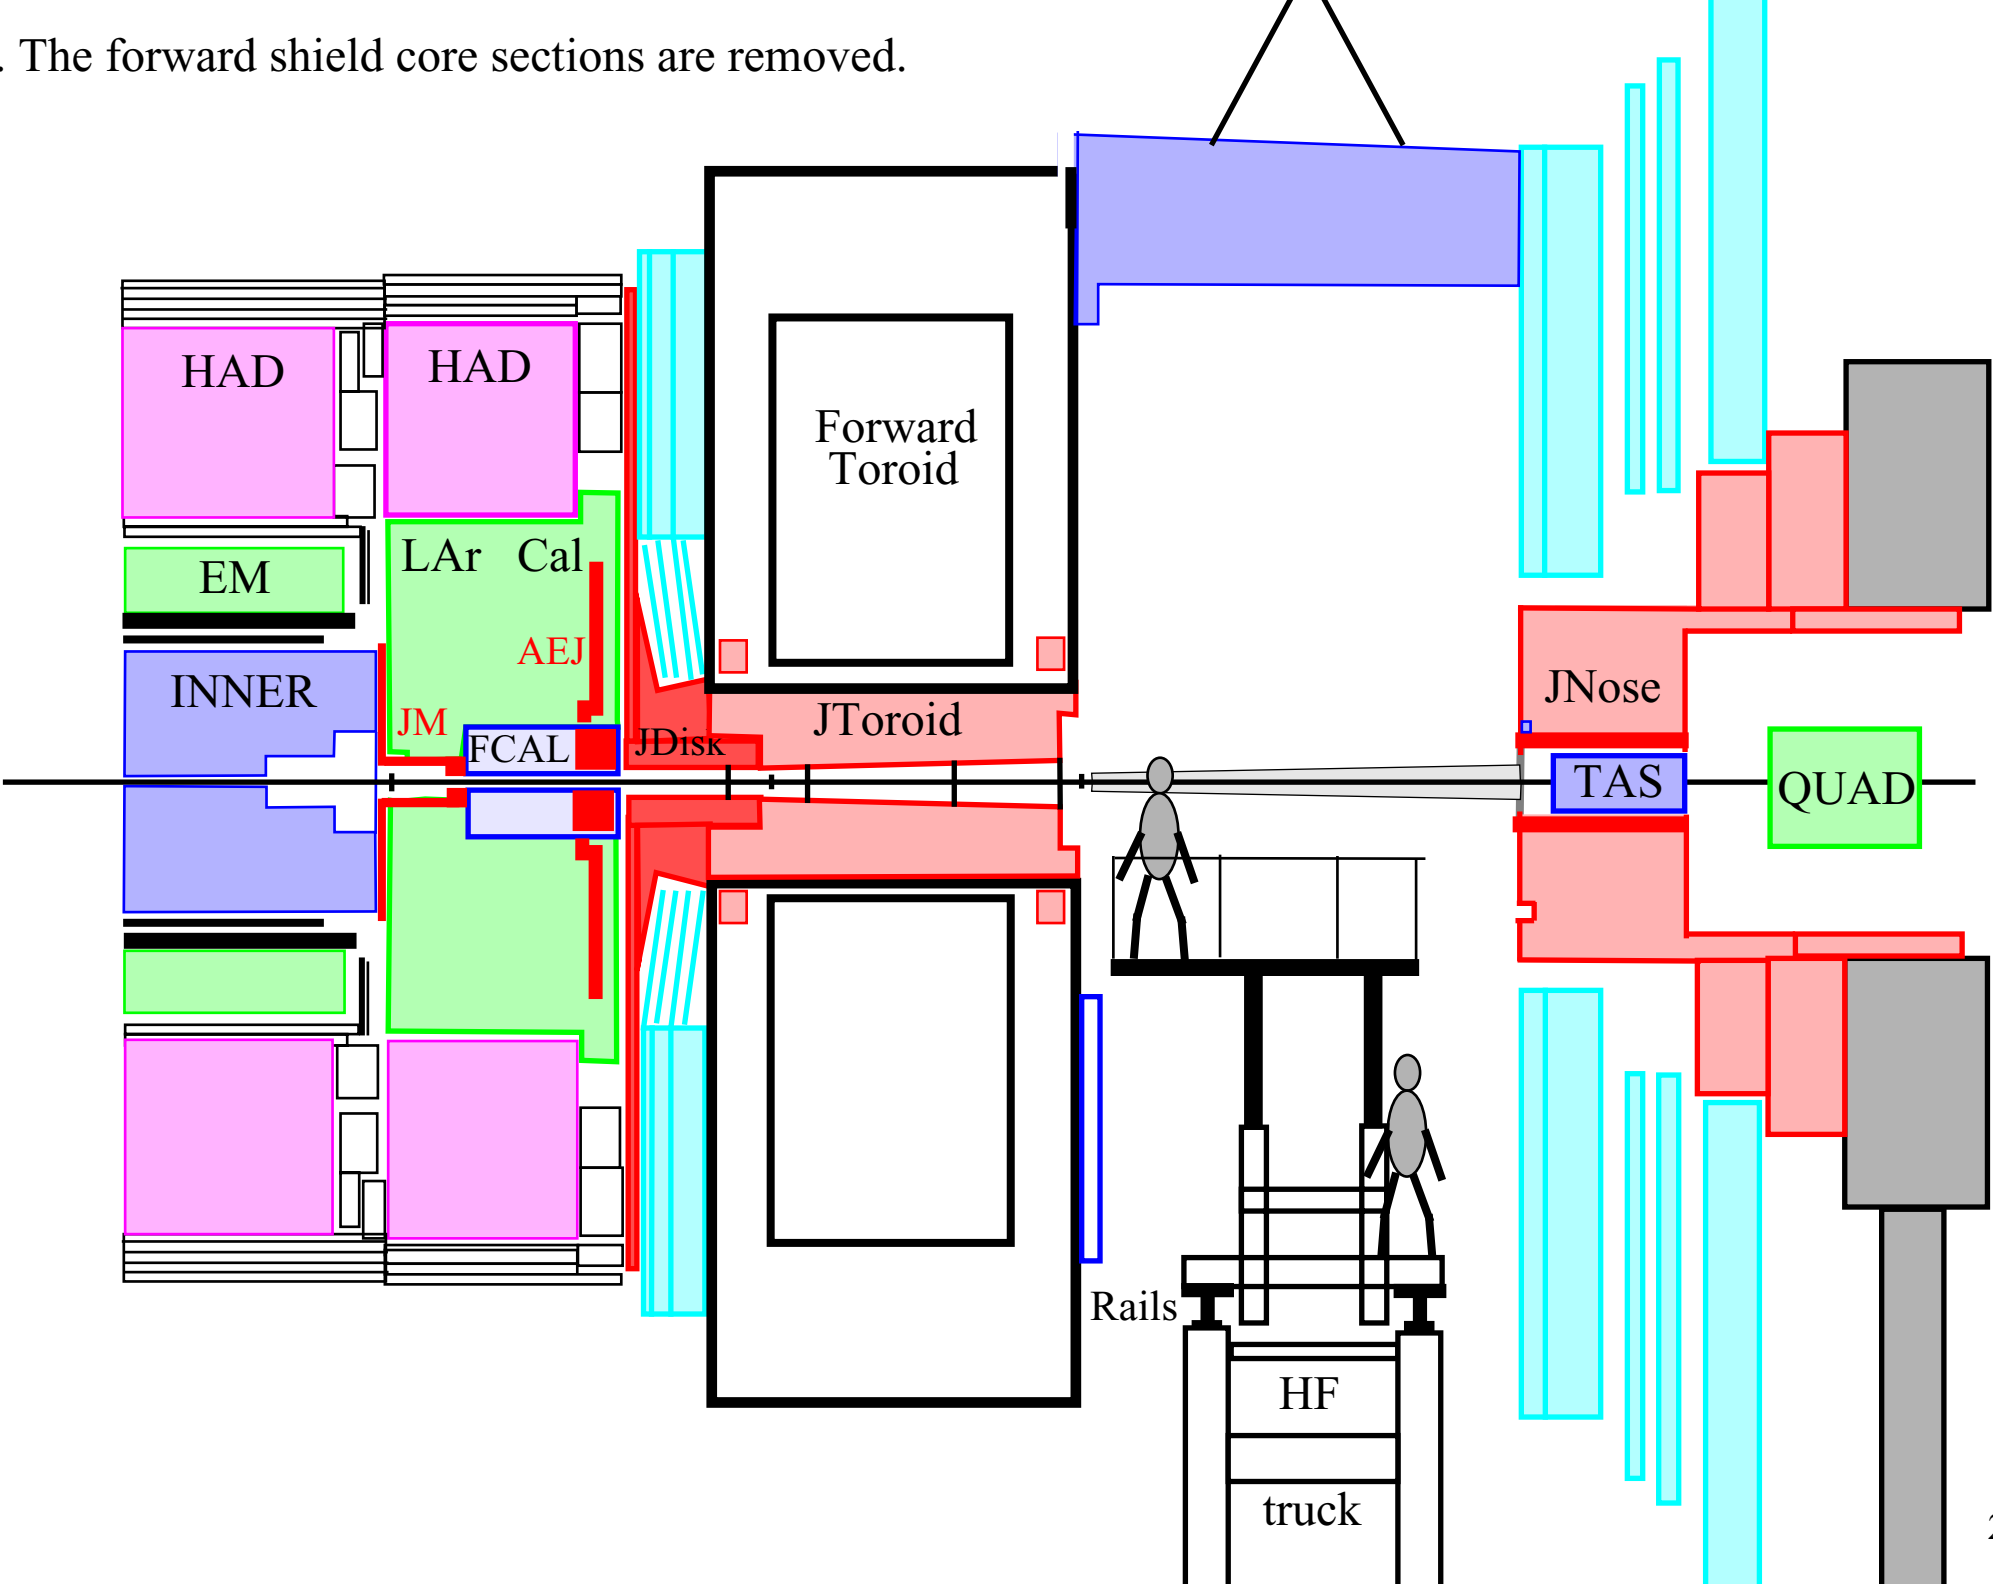 . The forward shield core sections are removed.
HAD
HAD
Forward
Toroid
LAr Cal
EM
AEJ
INNER
JNose
JM
JToroid
FCAL
JDisk
TAS
QUAD
Rails
HF
truck